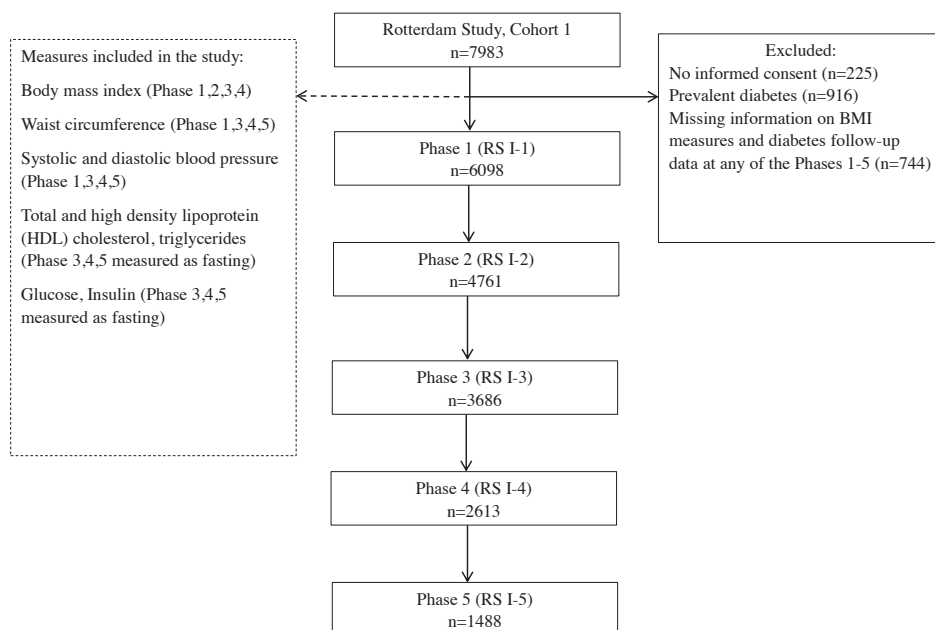 Rotterdam Study, Cohort 1
n=7983
Measures included in the study:
Body mass index (Phase 1,2,3,4)
Waist circumference (Phase 1,3,4,5)
Systolic and diastolic blood pressure
(Phase 1,3,4,5)
Total and high density lipoprotein
(HDL) cholesterol, triglycerides
(Phase 3,4,5 measured as fasting)
Glucose, Insulin (Phase 3,4,5
measured as fasting)
Excluded:
No informed consent (n=225)
Prevalent diabetes (n=916)
Missing information on BMI
measures and diabetes follow-up
data at any of the Phases 1-5 (n=744)
Phase 1 (RS I-1)
n=6098
Phase 2 (RS I-2)
n=4761
Phase 3 (RS I-3)
n=3686
Phase 4 (RS I-4)
n=2613
Phase 5 (RS I-5)
n=1488